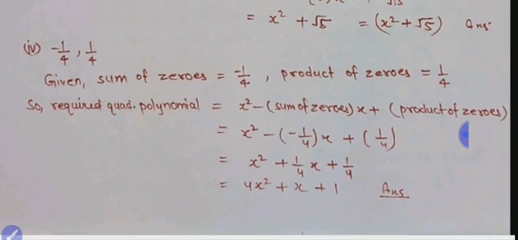 = x² + √5 = (x² + √5) Ans
(iv) -1/4, 1/4
Given, sum of zeroes = -1/4, product of zeroes = 1/4
So, required quad. polynomial = x² - (sum of zeroes) x + (product of zeroes)
= x² - (-1/4) x + (1/4)
= x² + 1/4 x + 1/4
= 4x² + x + 1 Ans